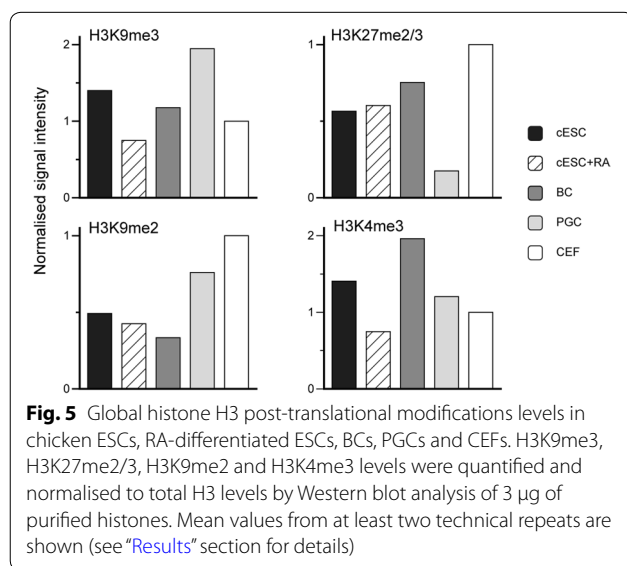 H3K9me3
H3K27me2/3
2
1
0
1
0
cESC
cESC+RA
BC
PGC
CEF
Normalised signal intensity
H3K9me2
H3K4me3
1
0
2
1
0
Fig. 5 Global histone H3 post-translational modifications levels in
chicken ESCs, RA-differentiated ESCs, BCs, PGCs and CEFs. H3K9me3,
H3K27me2/3, H3K9me2 and H3K4me3 levels were quantified and
normalised to total H3 levels by Western blot analysis of 3 μg of
purified histones. Mean values from at least two technical repeats are
shown (see “Results” section for details)